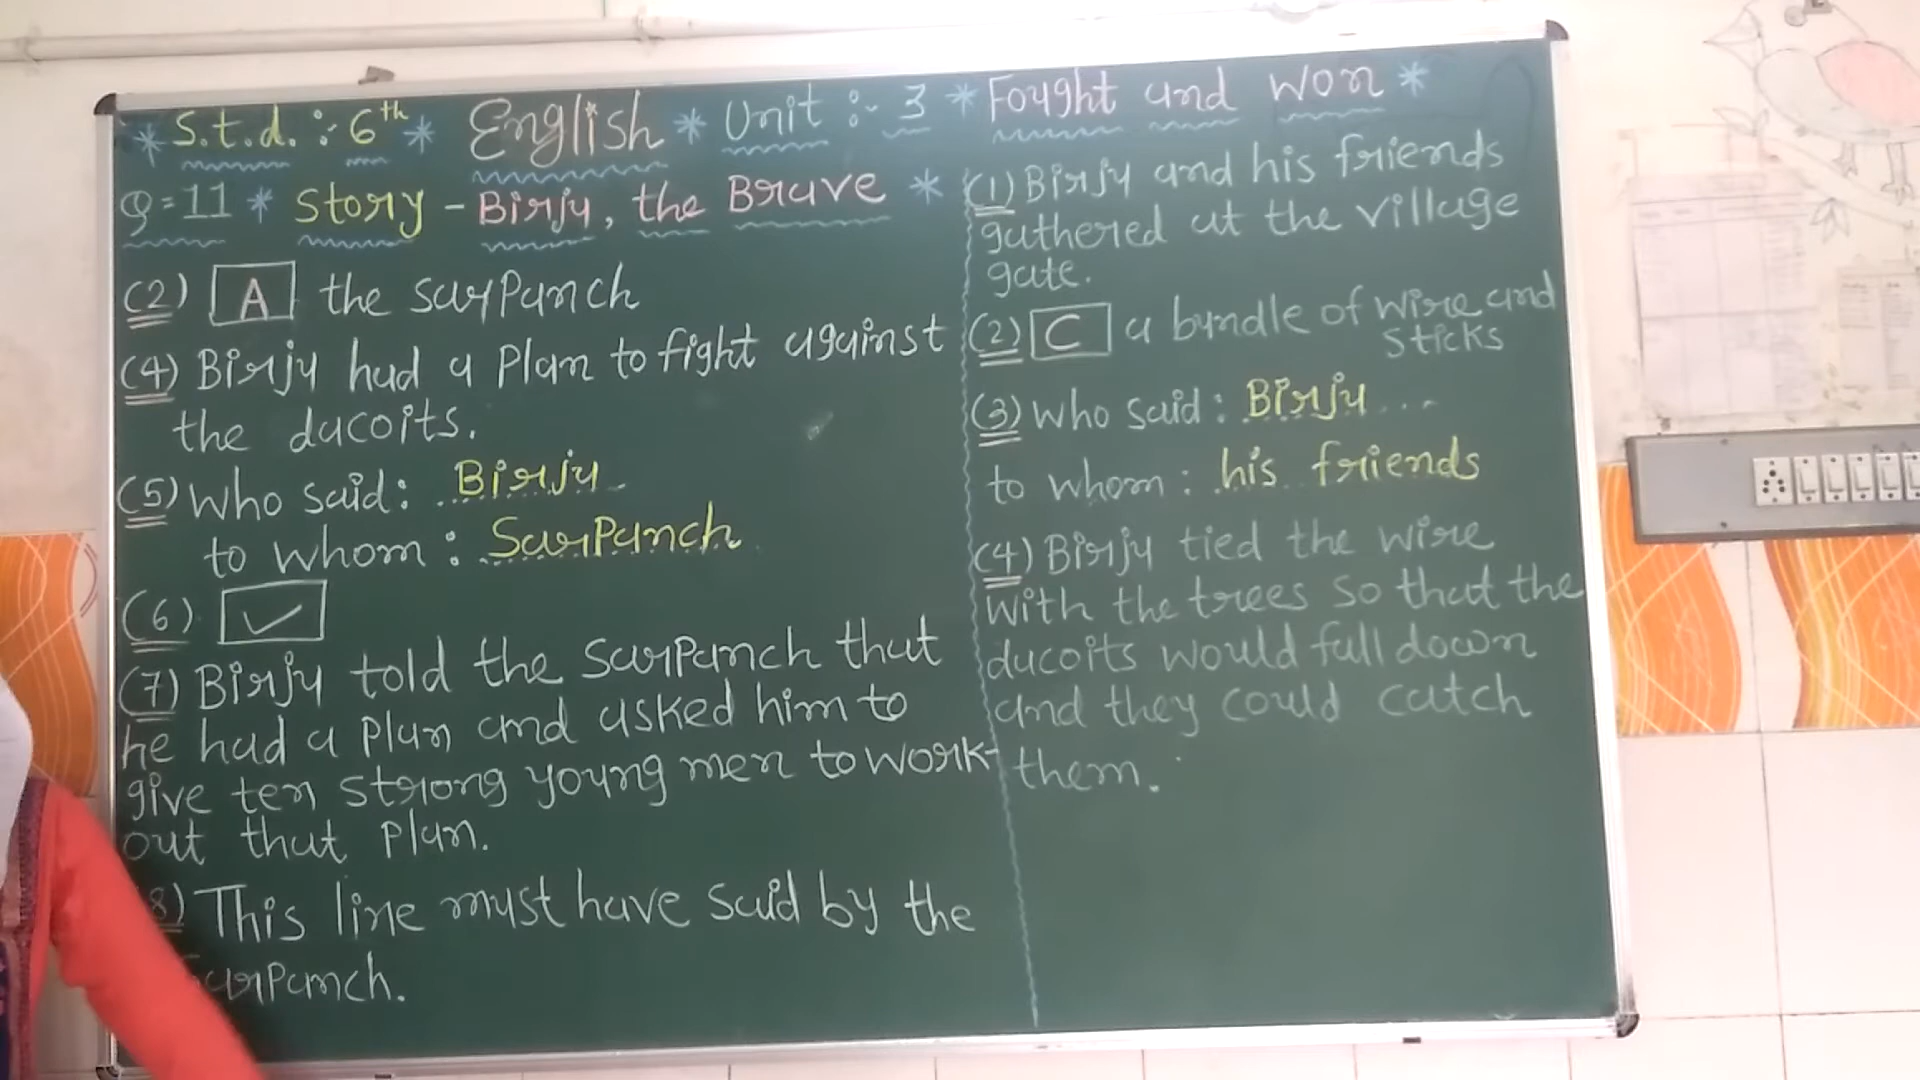 * S.t.d. :- 6th * English * Unit :- 3 * Fought and won *
Q=11 * Story - Birju, the Brave *
(2) A the sarpanch
(4) Birju had a Plan to fight against
the dacoits.
(5) who said: Birju
to whom : Sarpanch
(6) ✓
(7) Birju told the Sarpanch that
he had a plan and asked him to
give ten strong young men to work
out that plan.
8) This line must have said by the
Sarpanch.
(1) Birju and his friends
gathered at the village
gate.
(2) C a bundle of wire and
sticks
(3) who said : Birju ...
to whom : his friends
(4) Birju tied the wire
with the trees so that the
dacoits would fall down
and they could catch
them.